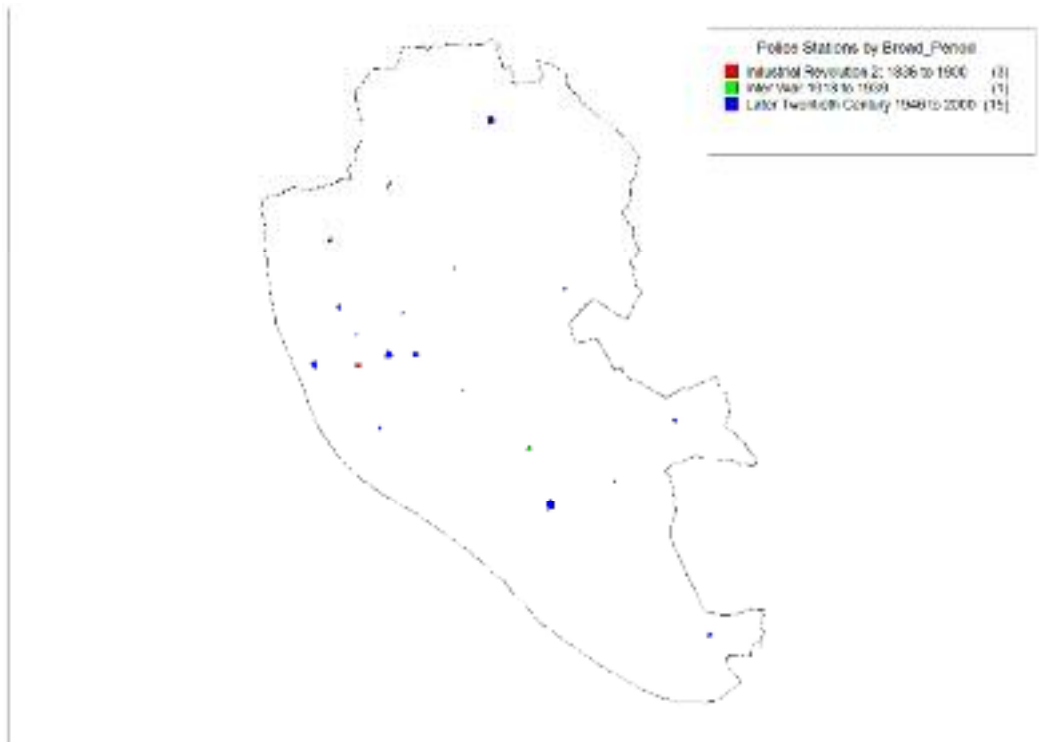 Police Stations by Broad_Period
Industrial Revolution 2: 1836 to 1900 (3)
Inter War 1918 to 1939 (1)
Later Twentieth Century 1946 to 2000 (15)